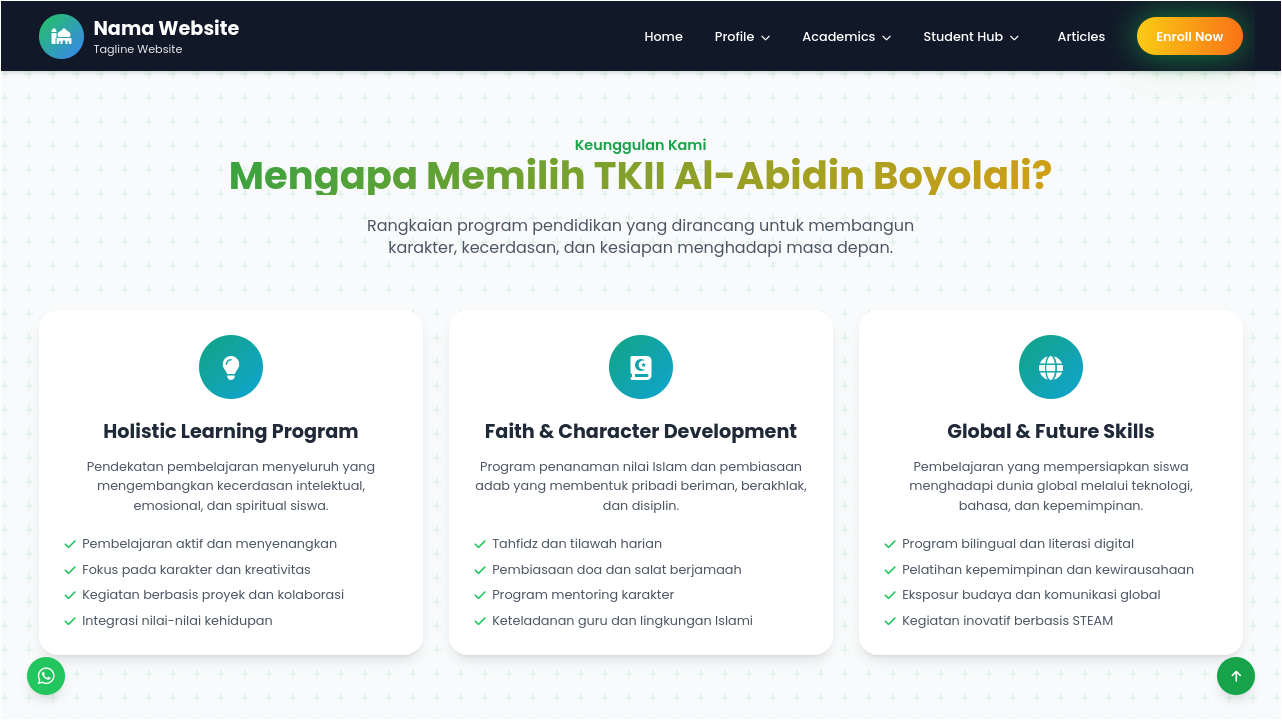 Nama Website
Tagline Website
Home
Profile
Academics
Student Hub
Articles
Enroll Now
Keunggulan Kami
Mengapa Memilih TKII Al-Abidin Boyolali?
Rangkaian program pendidikan yang dirancang untuk membangun
karakter, kecerdasan, dan kesiapan menghadapi masa depan.
Holistic Learning Program
Pendekatan pembelajaran menyeluruh yang
mengembangkan kecerdasan intelektual,
emosional, dan spiritual siswa.
Pembelajaran aktif dan menyenangkan
Fokus pada karakter dan kreativitas
Kegiatan berbasis proyek dan kolaborasi
Integrasi nilai-nilai kehidupan
Faith & Character Development
Program penanaman nilai Islam dan pembiasaan
adab yang membentuk pribadi beriman, berakhlak,
dan disiplin.
Tahfidz dan tilawah harian
Pembiasaan doa dan salat berjamaah
Program mentoring karakter
Keteladanan guru dan lingkungan Islami
Global & Future Skills
Pembelajaran yang mempersiapkan siswa
menghadapi dunia global melalui teknologi,
bahasa, dan kepemimpinan.
Program bilingual dan literasi digital
Pelatihan kepemimpinan dan kewirausahaan
Eksposur budaya dan komunikasi global
Kegiatan inovatif berbasis STEAM